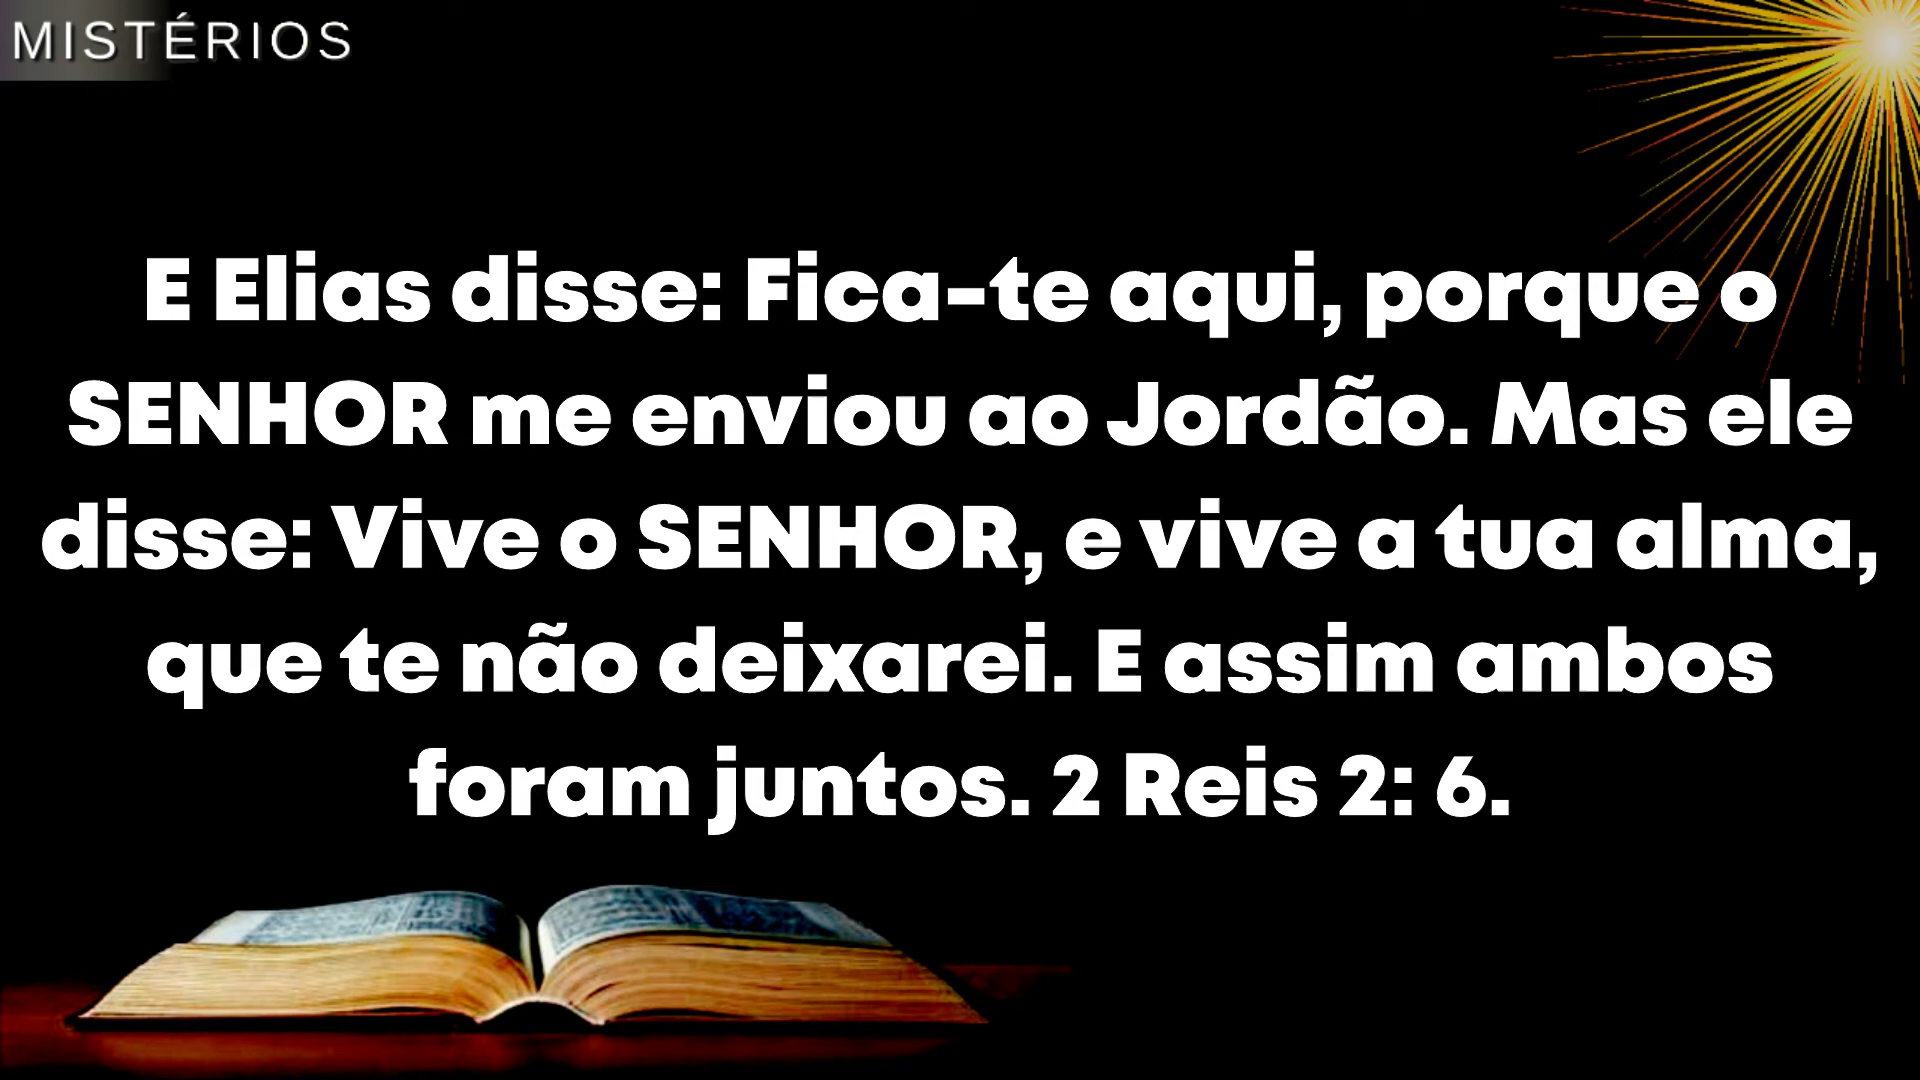 MISTÉRIOS
E Elias disse: Fica-te aqui, porque o
SENHOR me enviou ao Jordão. Mas ele
disse: Vive o SENHOR, e vive a tua alma,
que te não deixarei. E assim ambos
foram juntos. 2 Reis 2: 6.